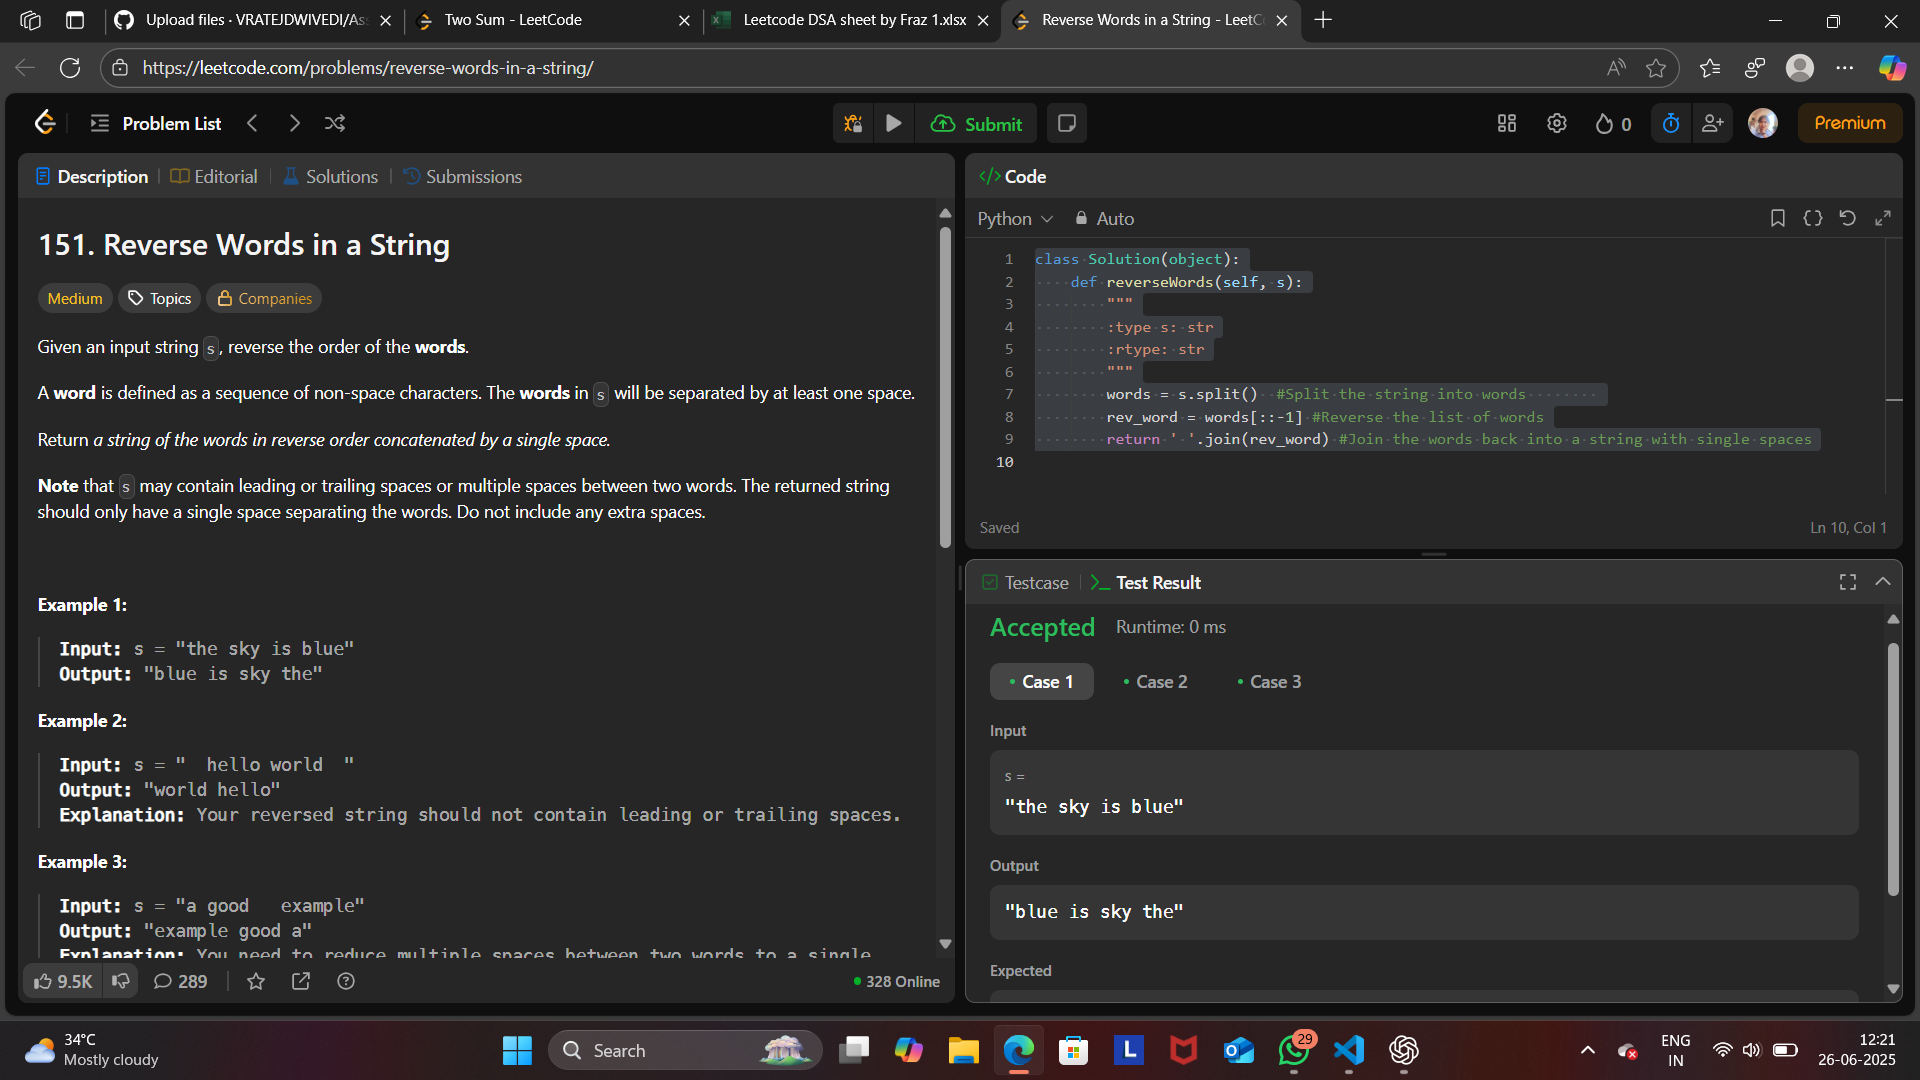 Upload files · VRATEJDWIVEDI/As
Two Sum - LeetCode
Leetcode DSA sheet by Fraz 1.xlsx
Reverse Words in a String - LeetC
https://leetcode.com/problems/reverse-words-in-a-string/
Problem List
Submit
0
Premium
Description
Editorial
Solutions
Submissions
151. Reverse Words in a String
Medium
Topics
Companies
Given an input string s, reverse the order of the words.
A word is defined as a sequence of non-space characters. The words in s will be separated by at least one space.
Return a string of the words in reverse order concatenated by a single space.
Note that s may contain leading or trailing spaces or multiple spaces between two words. The returned string
should only have a single space separating the words. Do not include any extra spaces.
Example 1:
Input: s = "the sky is blue"
Output: "blue is sky the"
Example 2:
Input: s = "  hello world  "
Output: "world hello"
Explanation: Your reversed string should not contain leading or trailing spaces.
Example 3:
Input: s = "a good   example"
Output: "example good a"
Explanation: You need to reduce multiple spaces between two words to a single
9.5K
289
328 Online
</> Code
Python
Auto
1 class Solution(object):
2     def reverseWords(self, s):
3         """
4         :type s: str
5         :rtype: str
6         """
7         words = s.split()  #Split the string into words
8         rev_word = words[::-1] #Reverse the list of words
9         return ' '.join(rev_word) #Join the words back into a string with single spaces
10
Saved
Ln 10, Col 1
Testcase
>_ Test Result
Accepted
Runtime: 0 ms
Case 1
Case 2
Case 3
Input
s =
"the sky is blue"
Output
"blue is sky the"
Expected
34°C
Mostly cloudy
Search
L
29
ENG
IN
12:21
26-06-2025